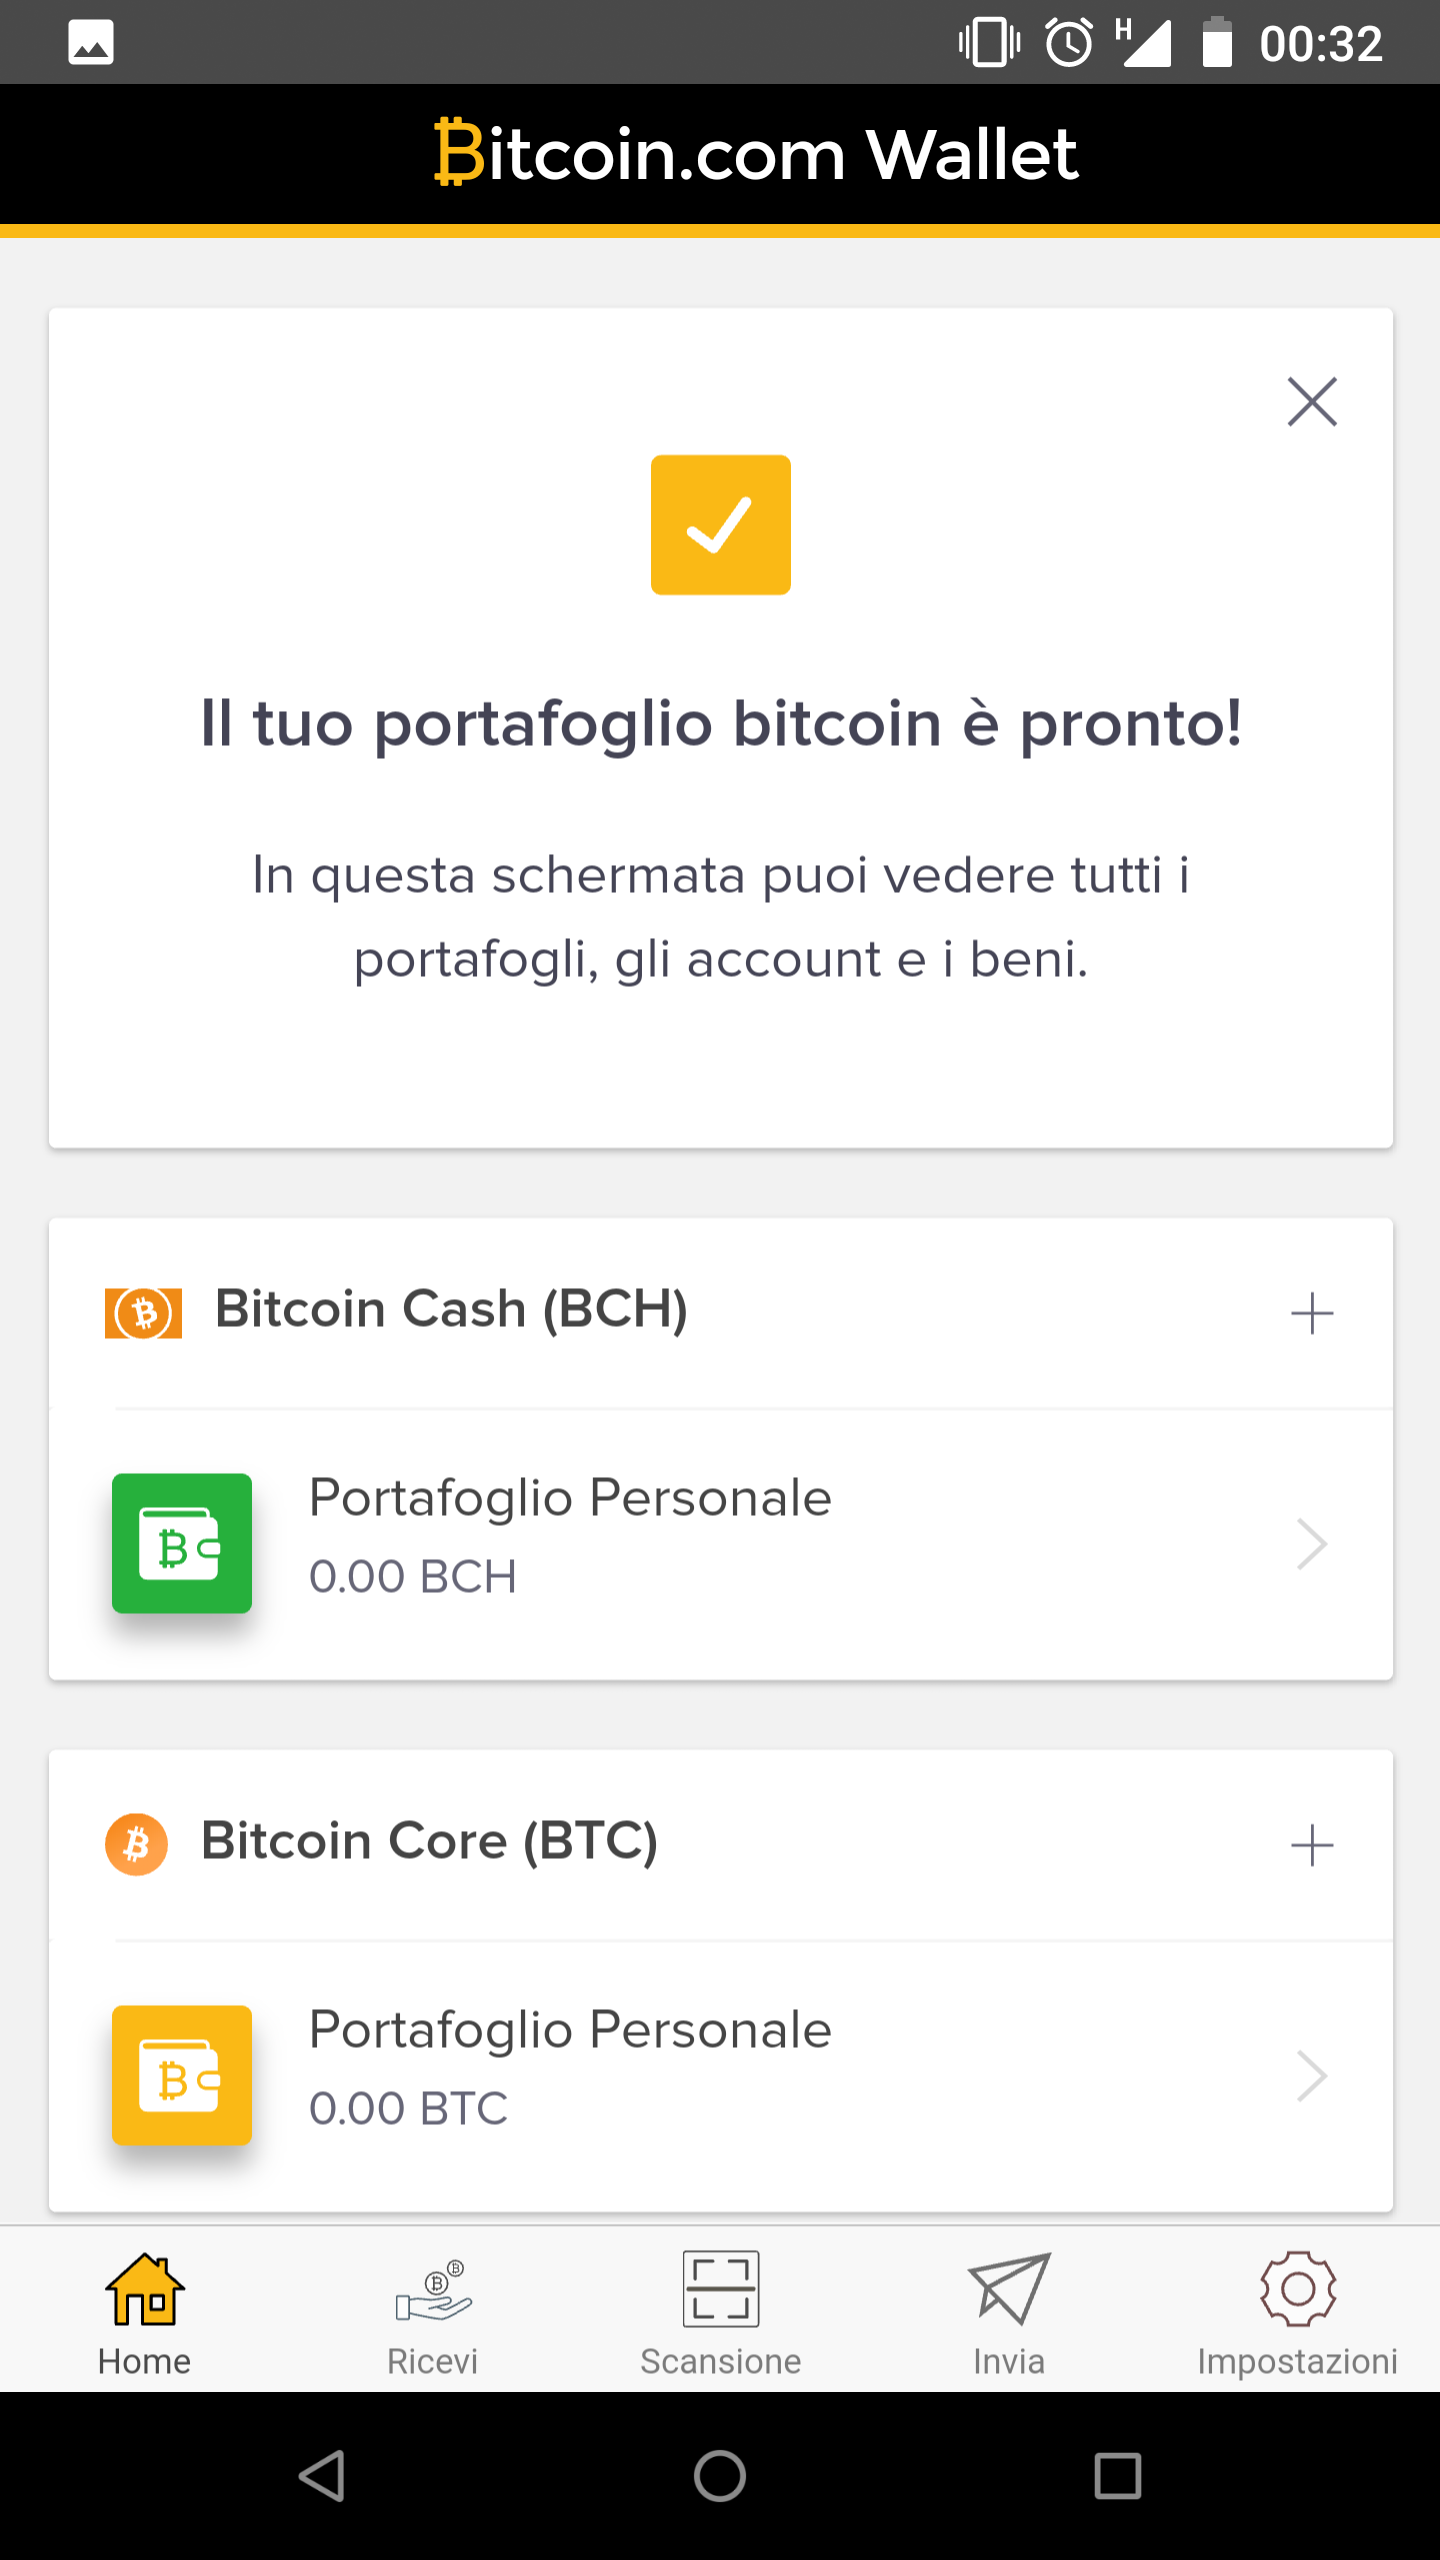 H 00:32
Bitcoin.com Wallet
Il tuo portafoglio bitcoin è pronto!
In questa schermata puoi vedere tutti i
portafogli, gli account e i beni.
Bitcoin Cash (BCH)
Portafoglio Personale
0.00 BCH
Bitcoin Core (BTC)
Portafoglio Personale
0.00 BTC
Home Ricevi Scansione Invia Impostazioni